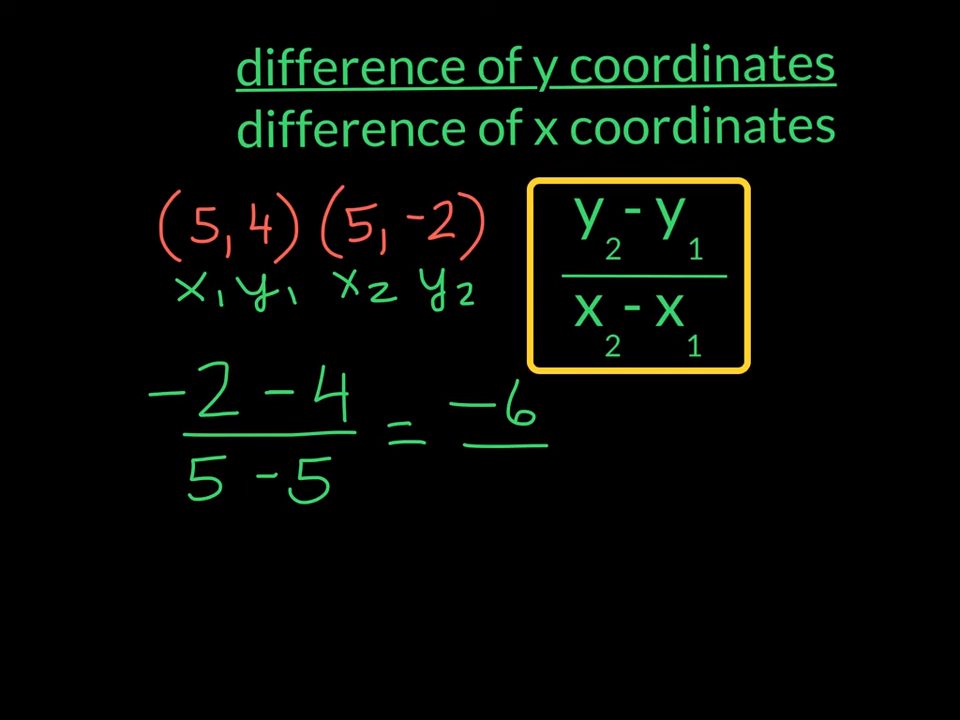 difference of y coordinates
difference of x coordinates
(5, 4) (5, -2)
x₁ y₁ x₂ y₂
y₂ - y₁
x₂ - x₁
-2 - 4 = -6
5 - 5